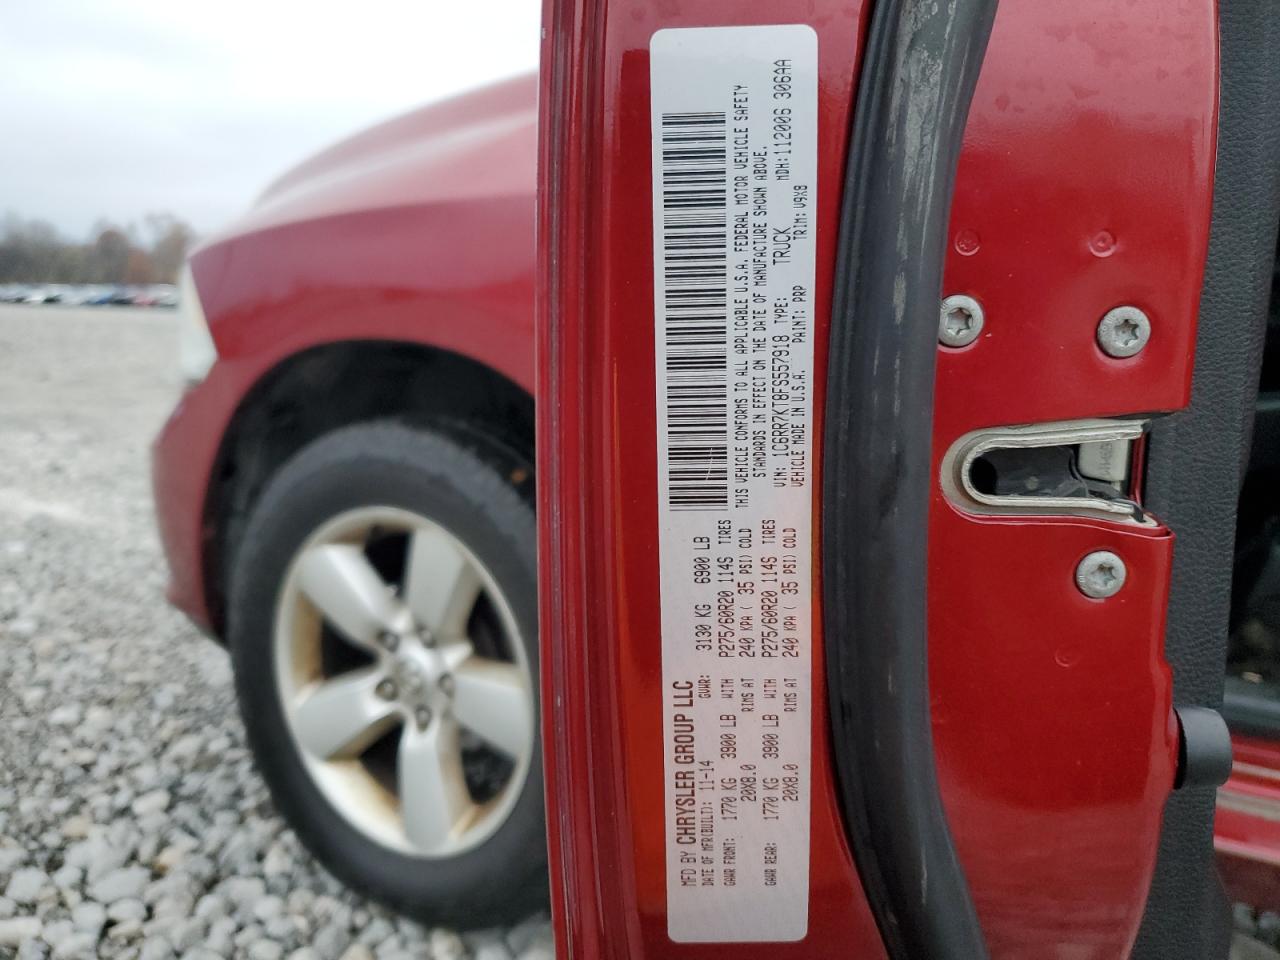 MFD BY CHRYSLER GROUP LLC
DATE OF MFR(BUILT): 11-14 GVWR: 3130 KG 6900 LB
GAWR FRONT: 1770 KG 3900 LB WITH P275/60R20 114S TIRES
20X8.0 RIMS AT 240 KPA ( 35 PSI) COLD
GAWR REAR: 1770 KG 3900 LB WITH P275/60R20 114S TIRES
20X8.0 RIMS AT 240 KPA ( 35 PSI) COLD
THIS VEHICLE CONFORMS TO ALL APPLICABLE U.S.A. FEDERAL MOTOR VEHICLE SAFETY
STANDARDS IN EFFECT ON THE DATE OF MANUFACTURE SHOWN ABOVE.
VIN: 1C6RR7KT8FS557918 TYPE: TRUCK MDH: 112006 306AA
VEHICLE MADE IN U.S.A. PAINT: PRP TRIM: V9X8